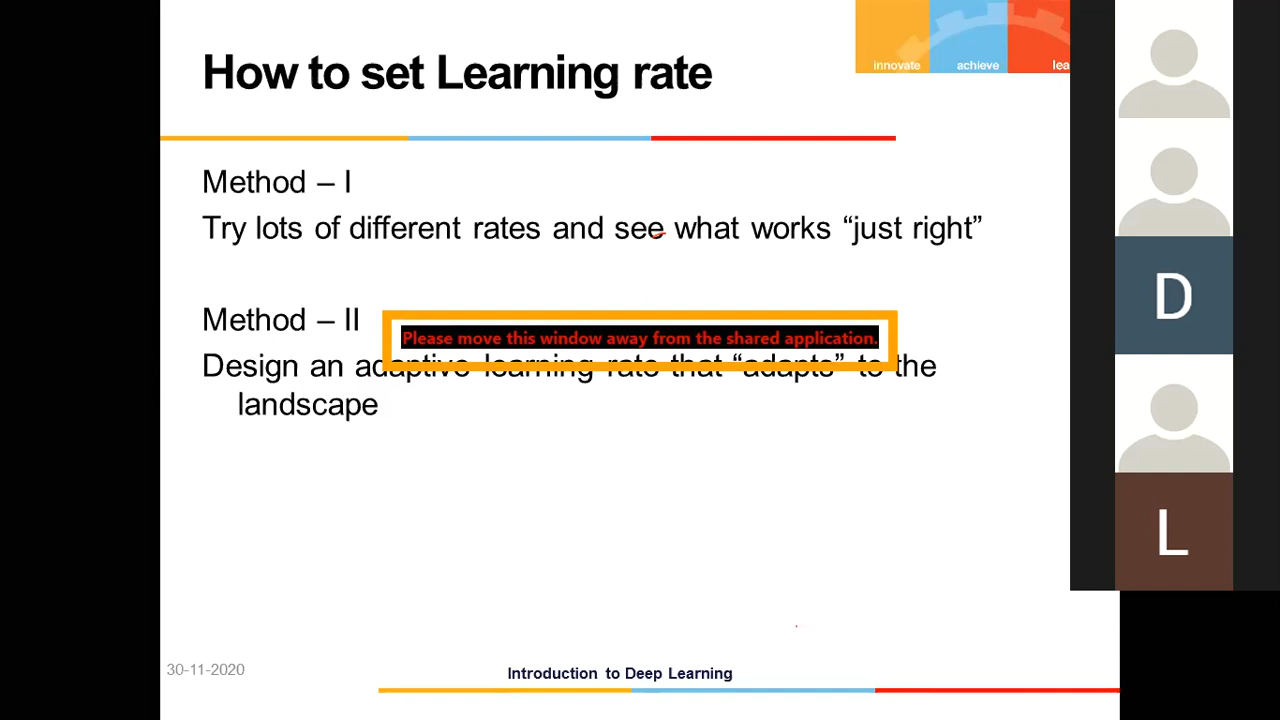 How to set Learning rate
innovate achieve lea
Method – I
Try lots of different rates and see what works “just right”
Method – II
Please move this window away from the shared application.
Design an adaptive learning rate that “adapts” to the
landscape
D
L
30-11-2020
Introduction to Deep Learning